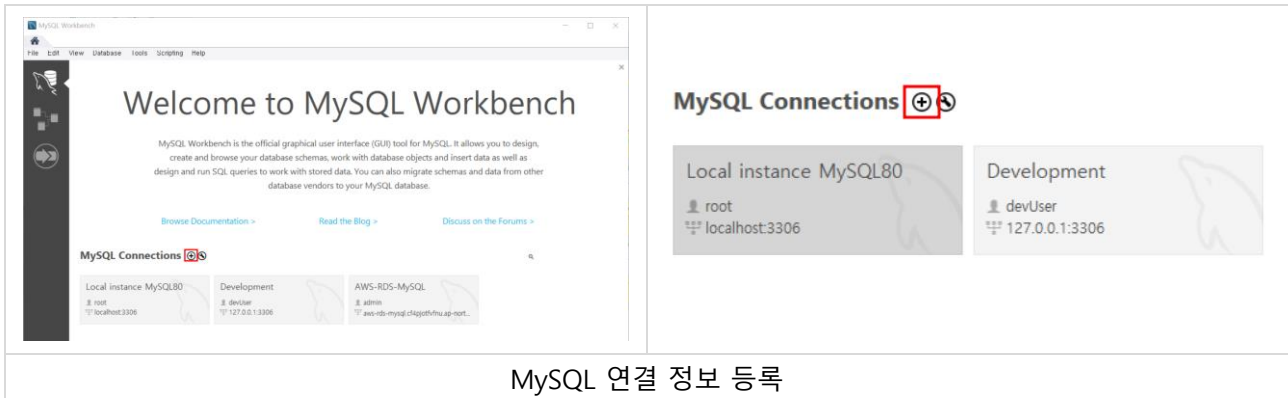 MySQL Workbench
File Edit View Database Tools Scripting Help
Welcome to MySQL Workbench
MySQL Workbench is the official graphical user interface (GUI) tool for MySQL. It allows you to design,
create and browse your database schemas, work with database objects and insert data as well as
design and run SQL queries to work with stored data. You can also migrate schemas and data from other
database vendors to your MySQL database.
Browse Documentation >
Read the Blog >
Discuss on the Forums >
MySQL Connections
Local instance MySQL80
root
localhost:3306
Development
devUser
127.0.0.1:3306
AWS-RDS-MySQL
admin
MySQL Connections
Local instance MySQL80
root
localhost:3306
Development
devUser
127.0.0.1:3306
MySQL 연결 정보 등록